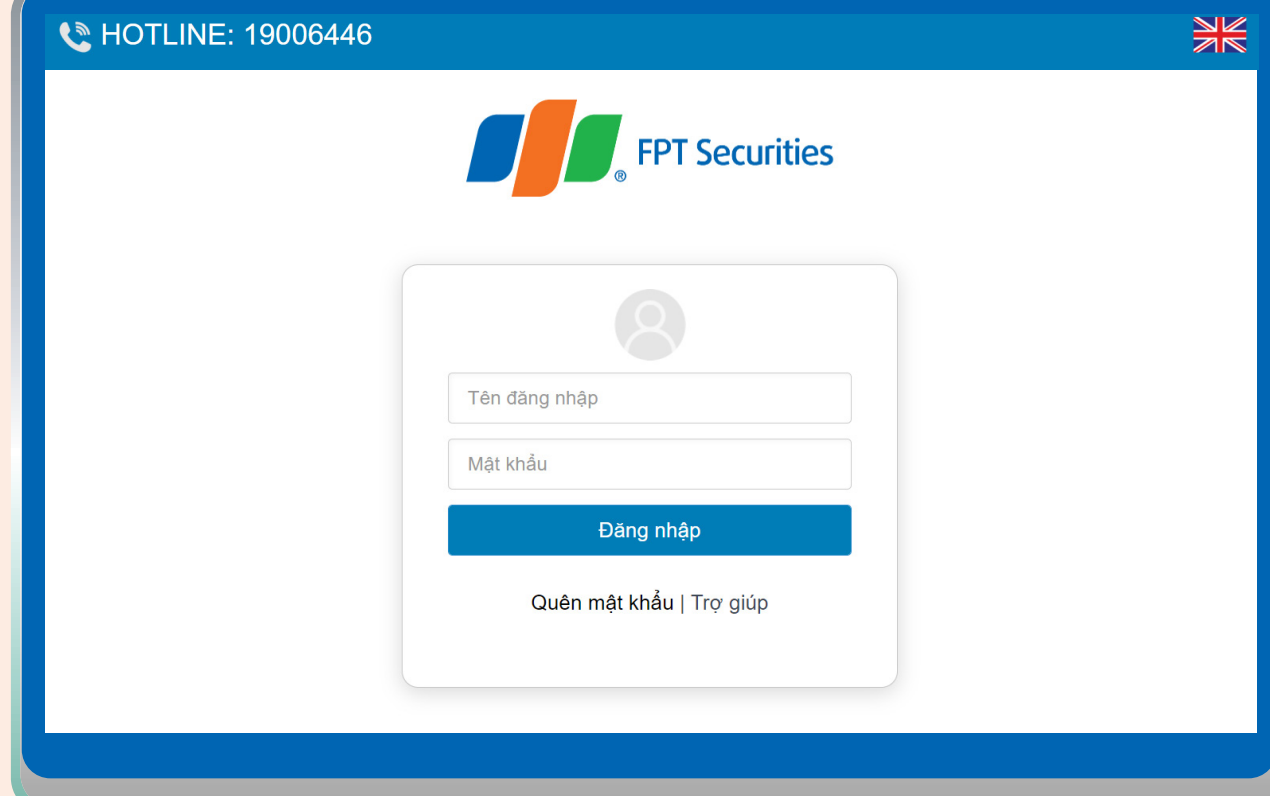 HOTLINE: 19006446
FPT Securities
®
Tên đăng nhập
Mật khẩu
Đăng nhập
Quên mật khẩu | Trợ giúp